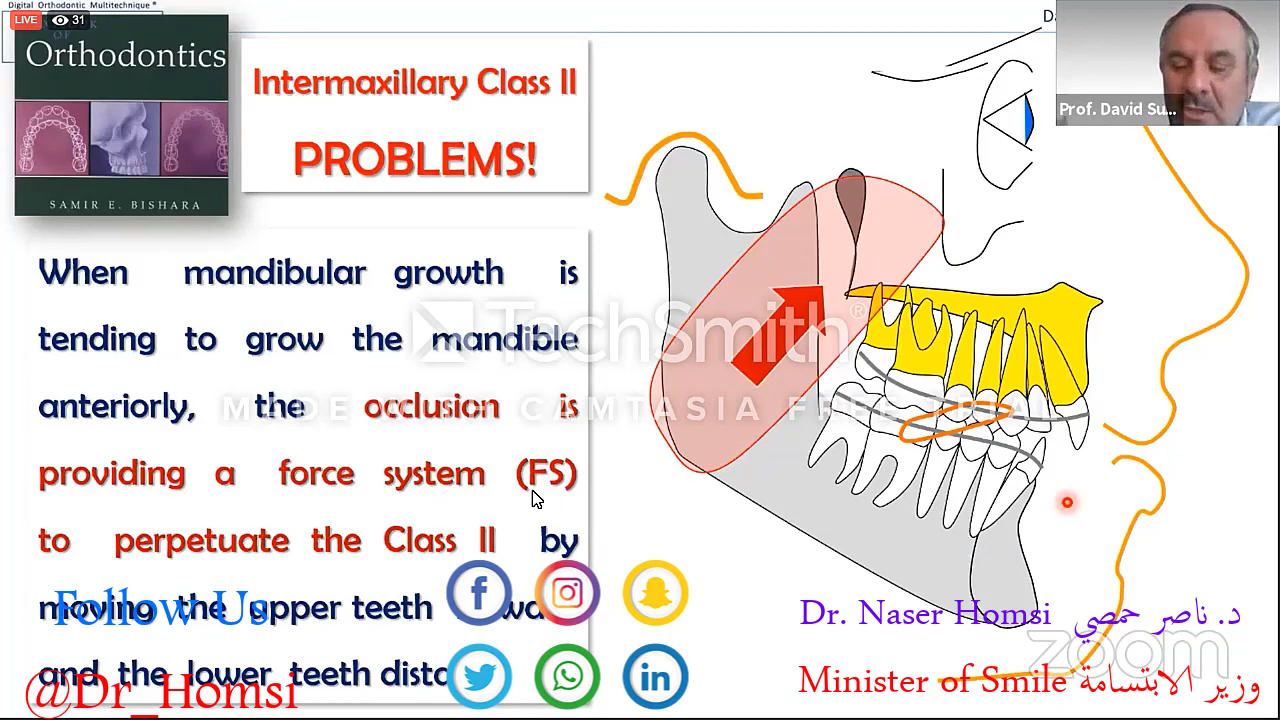 Digital Orthodontic Multitechnique ®
LIVE 31
OF
Orthodontics
SAMIR E. BISHARA
Intermaxillary Class II
PROBLEMS!
Prof. David Su...
When mandibular growth is
tending to grow the mandible
anteriorly, the occlusion is
providing a force system (FS)
to perpetuate the Class II by
moving the upper teeth
and the lower teeth
TechSmith®
MADE WITH CAMTASIA FREE TRIAL
Follow Us
@Dr_Homsi
Dr. Naser Homsi د. ناصر حمصي
zoom
Minister of Smile وزير الابتسامة